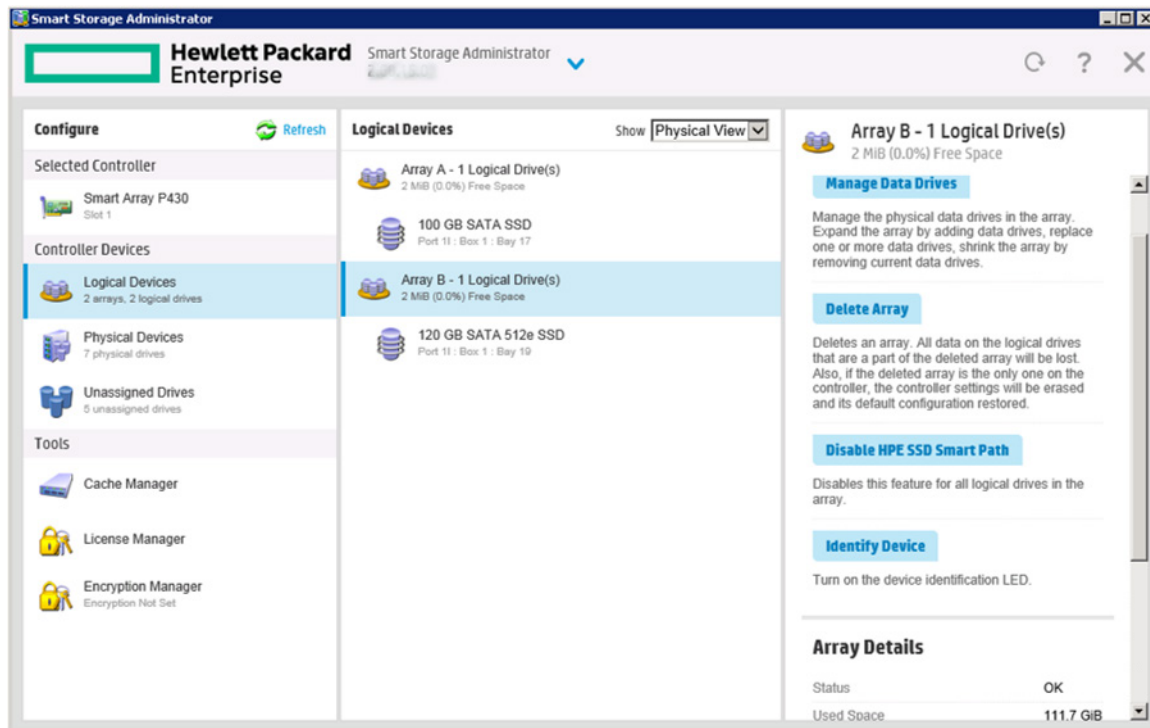 Smart Storage Administrator
Hewlett Packard
Enterprise
Smart Storage Administrator
?
Configure
Refresh
Selected Controller
Smart Array P430
Slot 1
Controller Devices
Logical Devices
2 arrays, 2 logical drives
Physical Devices
7 physical drives
Unassigned Drives
5 unassigned drives
Tools
Cache Manager
License Manager
Encryption Manager
Encryption Not Set
Logical Devices
Show Physical View
Array A - 1 Logical Drive(s)
2 MiB (0.0%) Free Space
100 GB SATA SSD
Port 1I : Box 1 : Bay 17
Array B - 1 Logical Drive(s)
2 MiB (0.0%) Free Space
120 GB SATA 512e SSD
Port 1I : Box 1 : Bay 19
Array B - 1 Logical Drive(s)
2 MiB (0.0%) Free Space
Manage Data Drives
Manage the physical data drives in the array.
Expand the array by adding data drives, replace
one or more data drives, shrink the array by
removing current data drives.
Delete Array
Deletes an array. All data on the logical drives
that are a part of the deleted array will be lost.
Also, if the deleted array is the only one on the
controller, the controller settings will be erased
and its default configuration restored.
Disable HPE SSD Smart Path
Disables this feature for all logical drives in the
array.
Identify Device
Turn on the device identification LED.
Array Details
Status OK
Used Space 111.7 GiB